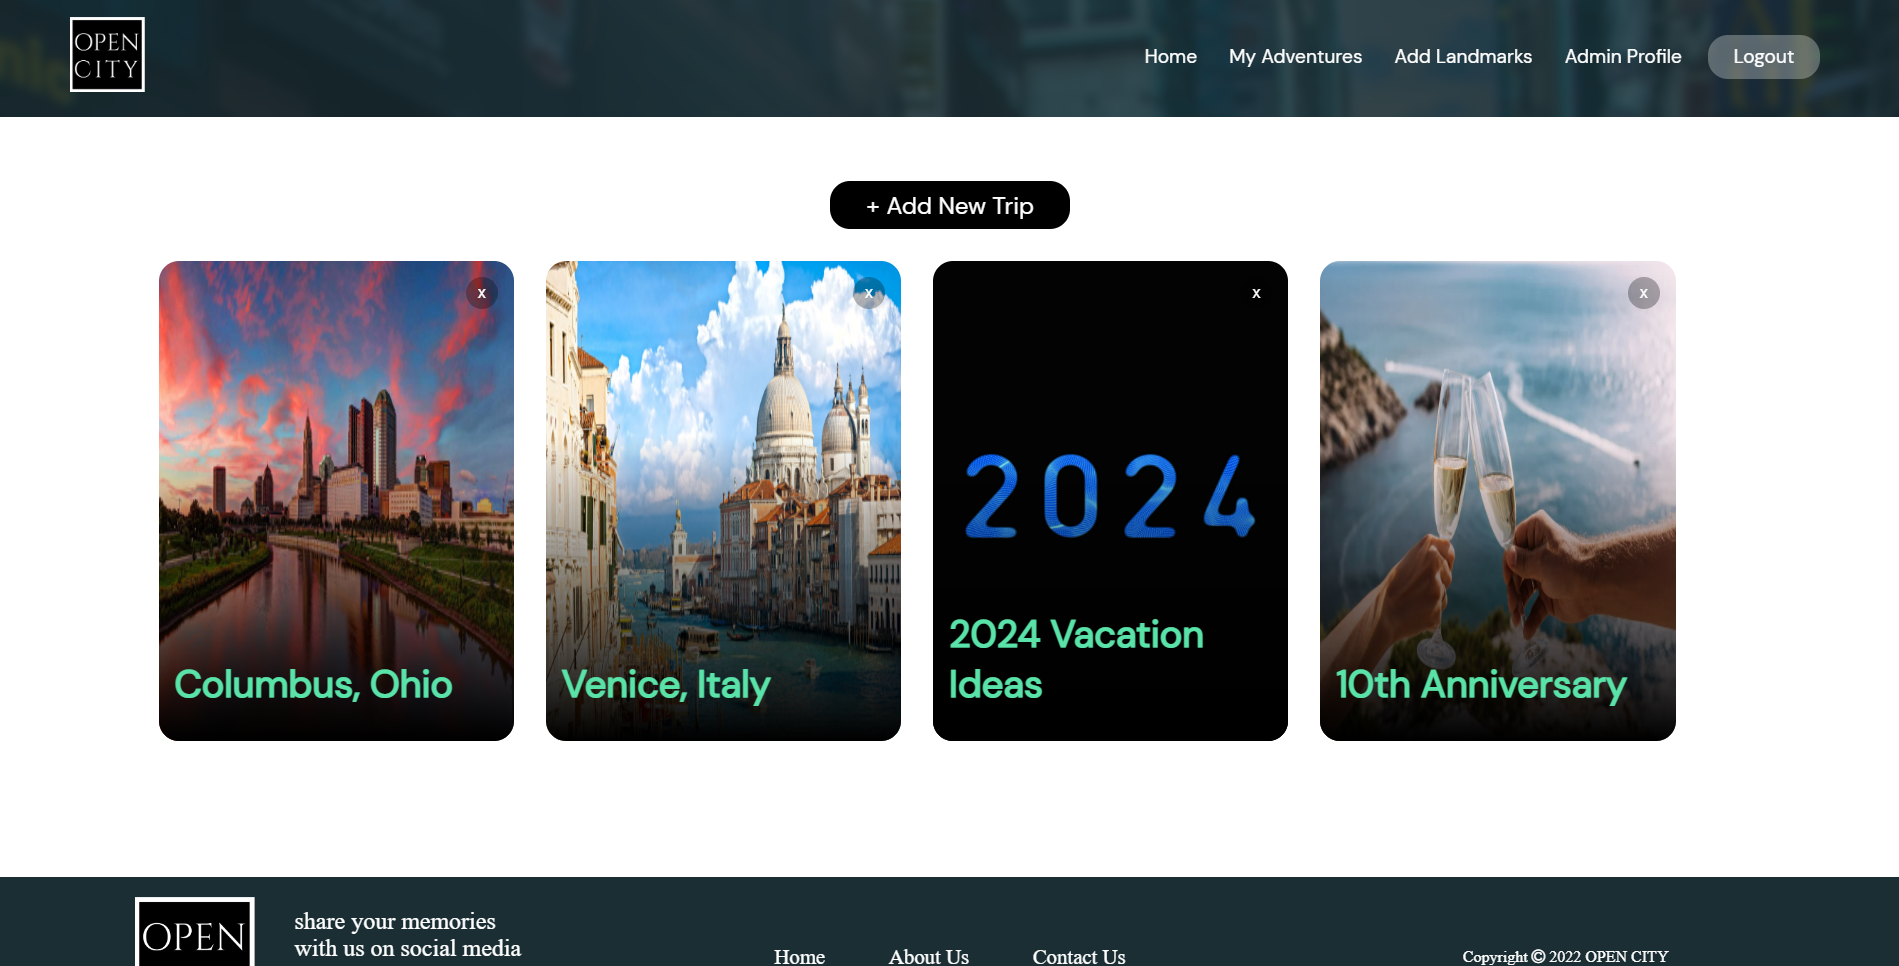 OPEN
CITY
Home
My Adventures
Add Landmarks
Admin Profile
Logout
+ Add New Trip
x
x
x
x
2024
Columbus, Ohio
Venice, Italy
2024 Vacation
Ideas
10th Anniversary
OPEN
share your memories
with us on social media
Home
About Us
Contact Us
Copyright © 2022 OPEN CITY